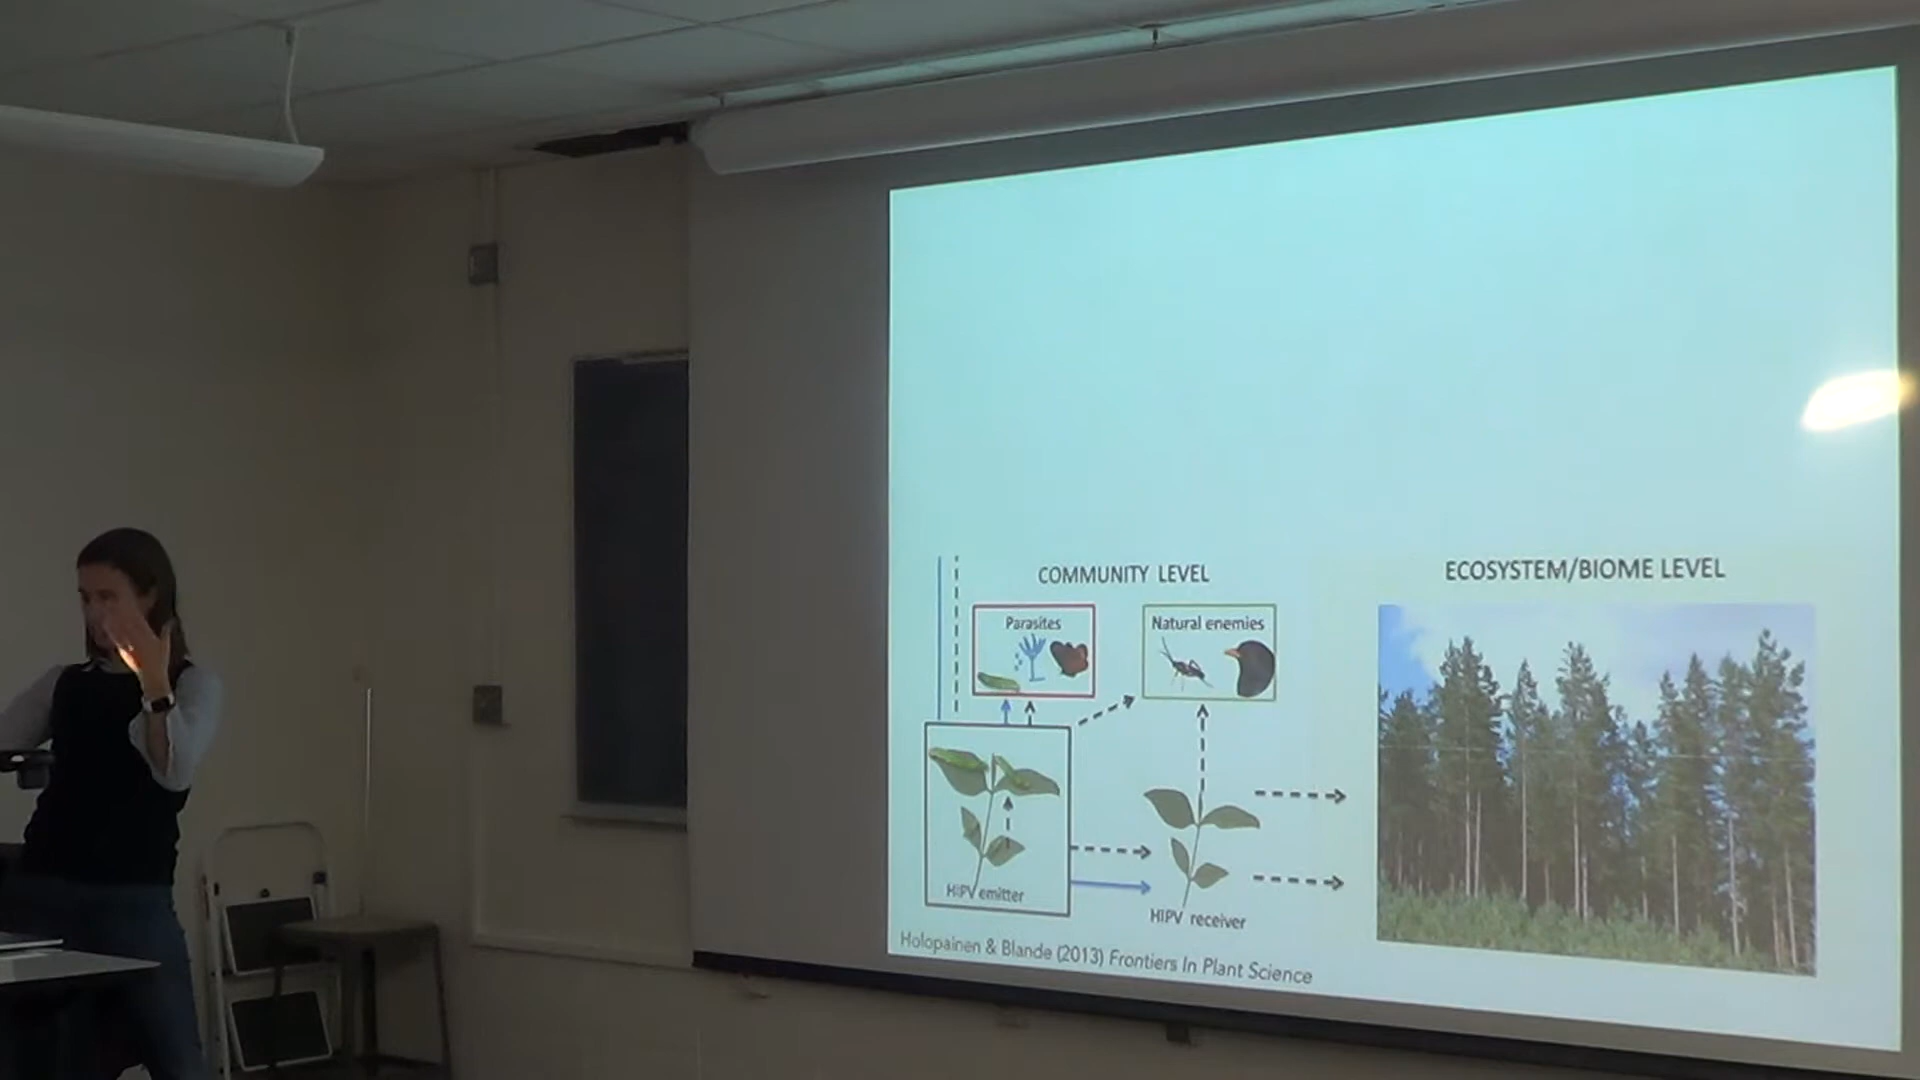 COMMUNITY LEVEL
ECOSYSTEM/BIOME LEVEL
Parasites
Natural enemies
HIPV emitter
HIPV receiver
Holopainen & Blande (2013) Frontiers In Plant Science